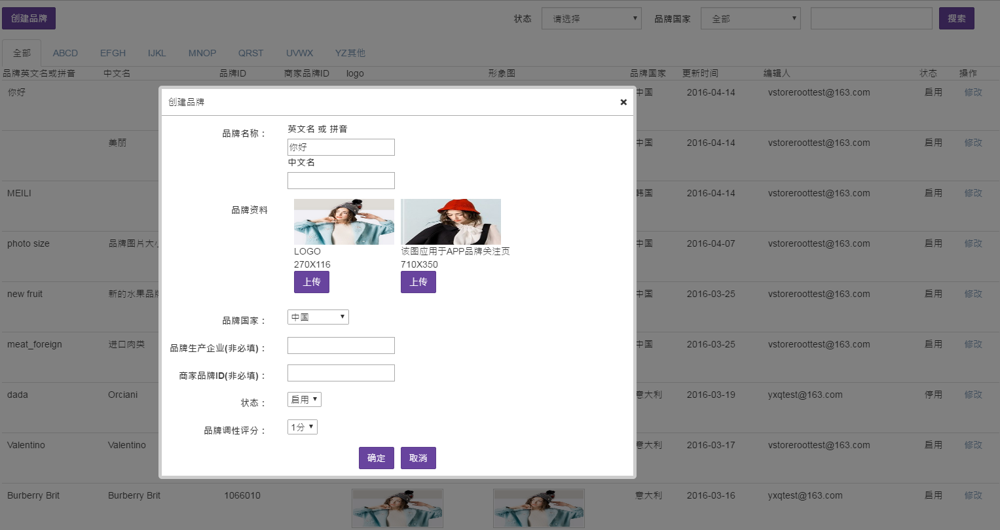 创建品牌 状态 请选择 品牌国家 全部 搜索
全部 ABCD EFGH IJKL MNOP QRST UVWX YZ其他
品牌英文名或拼音 中文名 品牌ID 商家品牌ID logo 形象图 品牌国家 更新时间 编辑人 状态 操作
你好 中国 2016-04-14 vstoreroottest@163.com 启用 修改
美丽 中国 2016-04-14 vstoreroottest@163.com 启用 修改
MEILI 韩国 2016-04-14 vstoreroottest@163.com 启用 修改
photo size 品牌图片大小 中国 2016-04-07 vstoreroottest@163.com 启用 修改
new fruit 新的水果品牌 中国 2016-03-25 vstoreroottest@163.com 启用 修改
meat_foreign 进口肉类 中国 2016-03-25 vstoreroottest@163.com 启用 修改
dada Orciani 意大利 2016-03-19 yxqtest@163.com 停用 修改
Valentino Valentino 意大利 2016-03-17 vstoreroottest@163.com 启用 修改
Burberry Brit Burberry Brit 1066010 意大利 2016-03-16 yxqtest@163.com 启用 修改
创建品牌 ×
品牌名称： 英文名 或 拼音
你好
中文名
品牌资料
LOGO 该图应用于APP品牌关注页
270X116 710X350
上传 上传
品牌国家： 中国
品牌生产企业(非必填)：
商家品牌ID(非必填)：
状态： 启用
品牌调性评分： 1分
确定 取消